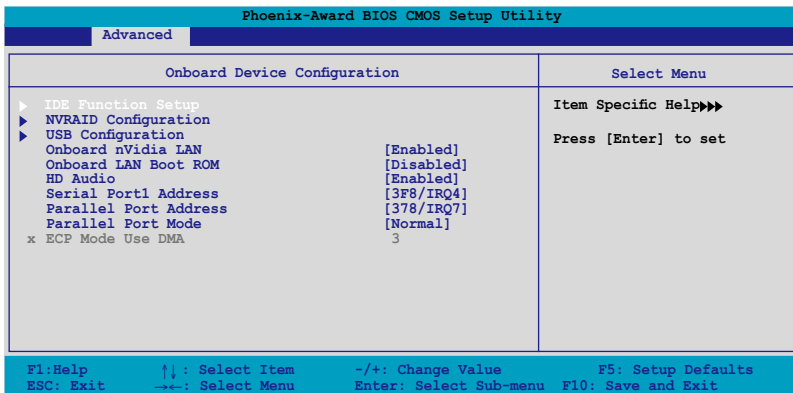 Phoenix-Award BIOS CMOS Setup Utility
Advanced
Onboard Device Configuration
Select Menu
IDE Function Setup
NVRAID Configuration
USB Configuration
Onboard nVidia LAN [Enabled]
Onboard LAN Boot ROM [Disabled]
HD Audio [Enabled]
Serial Port1 Address [3F8/IRQ4]
Parallel Port Address [378/IRQ7]
Parallel Port Mode [Normal]
x ECP Mode Use DMA 3
Item Specific Help
Press [Enter] to set
F1:Help ↑↓: Select Item -/+: Change Value F5: Setup Defaults
ESC: Exit →←: Select Menu Enter: Select Sub-menu F10: Save and Exit